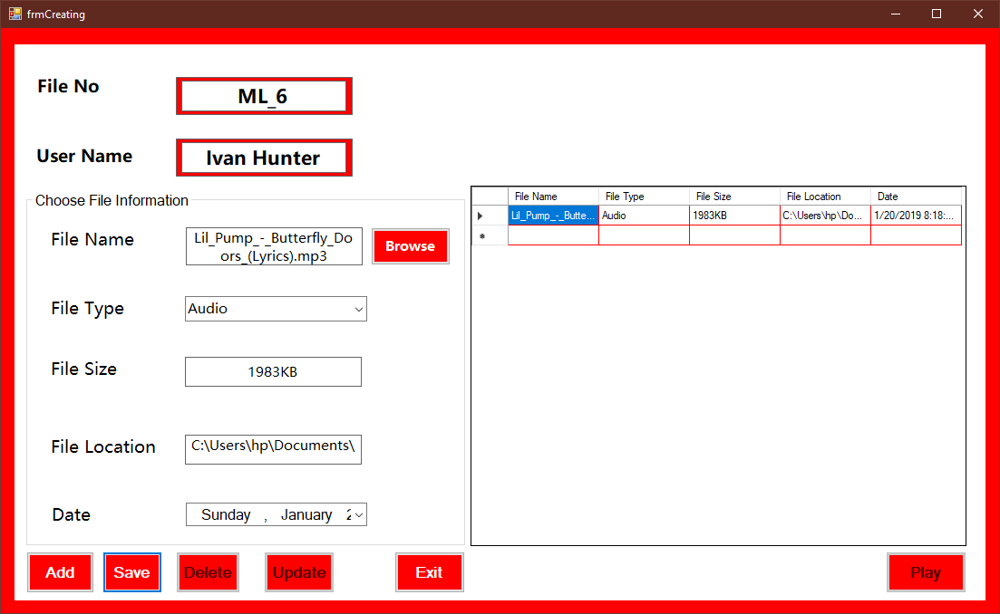 frmCreating
File No
ML_6
User Name
Ivan Hunter
Choose File Information
File Name
Lil_Pump_-_Butterfly_Do
ors_(Lyrics).mp3
Browse
File Type
Audio
File Size
1983KB
File Location
C:\Users\hp\Documents\
Date
Sunday , January
File Name File Type File Size File Location Date
Lil_Pump_-_Butte... Audio 1983KB C:\Users\hp\Do... 1/20/2019 8:18:...
Add Save Delete Update Exit Play